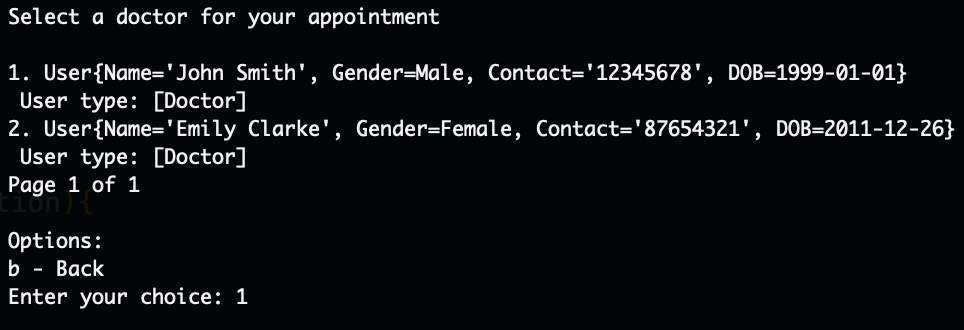 Select a doctor for your appointment
1. User{Name='John Smith', Gender=Male, Contact='12345678', DOB=1999-01-01}
User type: [Doctor]
2. User{Name='Emily Clarke', Gender=Female, Contact='87654321', DOB=2011-12-26}
User type: [Doctor]
Page 1 of 1
tion){
Options:
b - Back
Enter your choice: 1